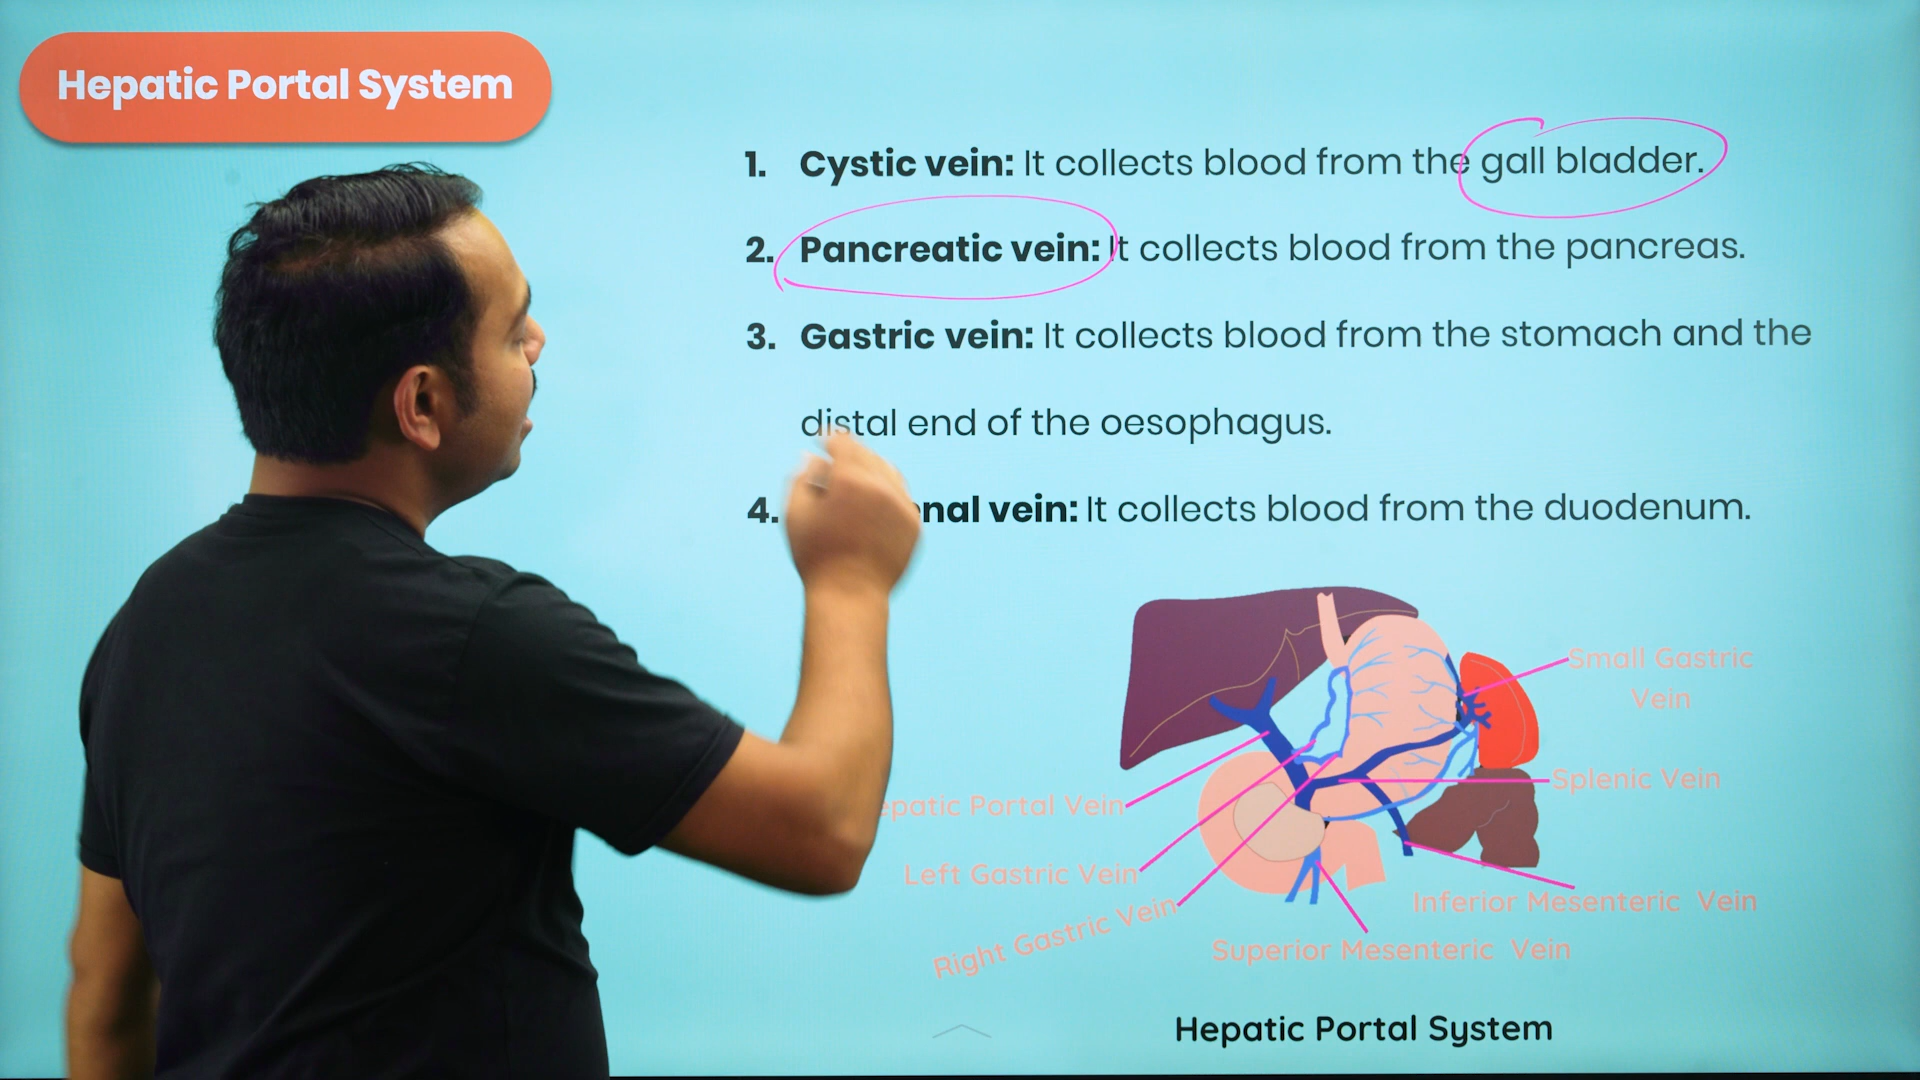 Hepatic Portal System
1. Cystic vein: It collects blood from the gall bladder.
2. Pancreatic vein: It collects blood from the pancreas.
3. Gastric vein: It collects blood from the stomach and the
distal end of the oesophagus.
4. nal vein: It collects blood from the duodenum.
Small Gastric
Vein
Splenic Vein
epatic Portal Vein
Left Gastric Vein
Right Gastric Vein
Inferior Mesenteric Vein
Superior Mesenteric Vein
Hepatic Portal System